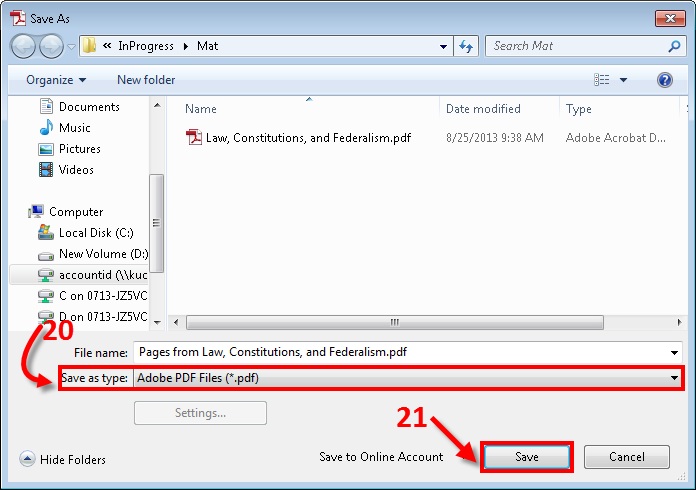 Save As
« InProgress Mat
Search Mat
Organize New folder
Name Date modified Type
Documents
Music
Pictures
Videos
Computer
Local Disk (C:)
New Volume (D:)
accountid (\\kuc
C on 0713-JZ5VC
D on 0713-JZ5VC
Law, Constitutions, and Federalism.pdf 8/25/2013 9:38 AM Adobe Acrobat D...
20
File name: Pages from Law, Constitutions, and Federalism.pdf
Save as type: Adobe PDF Files (*.pdf)
Settings...
21
Hide Folders Save to Online Account Save Cancel